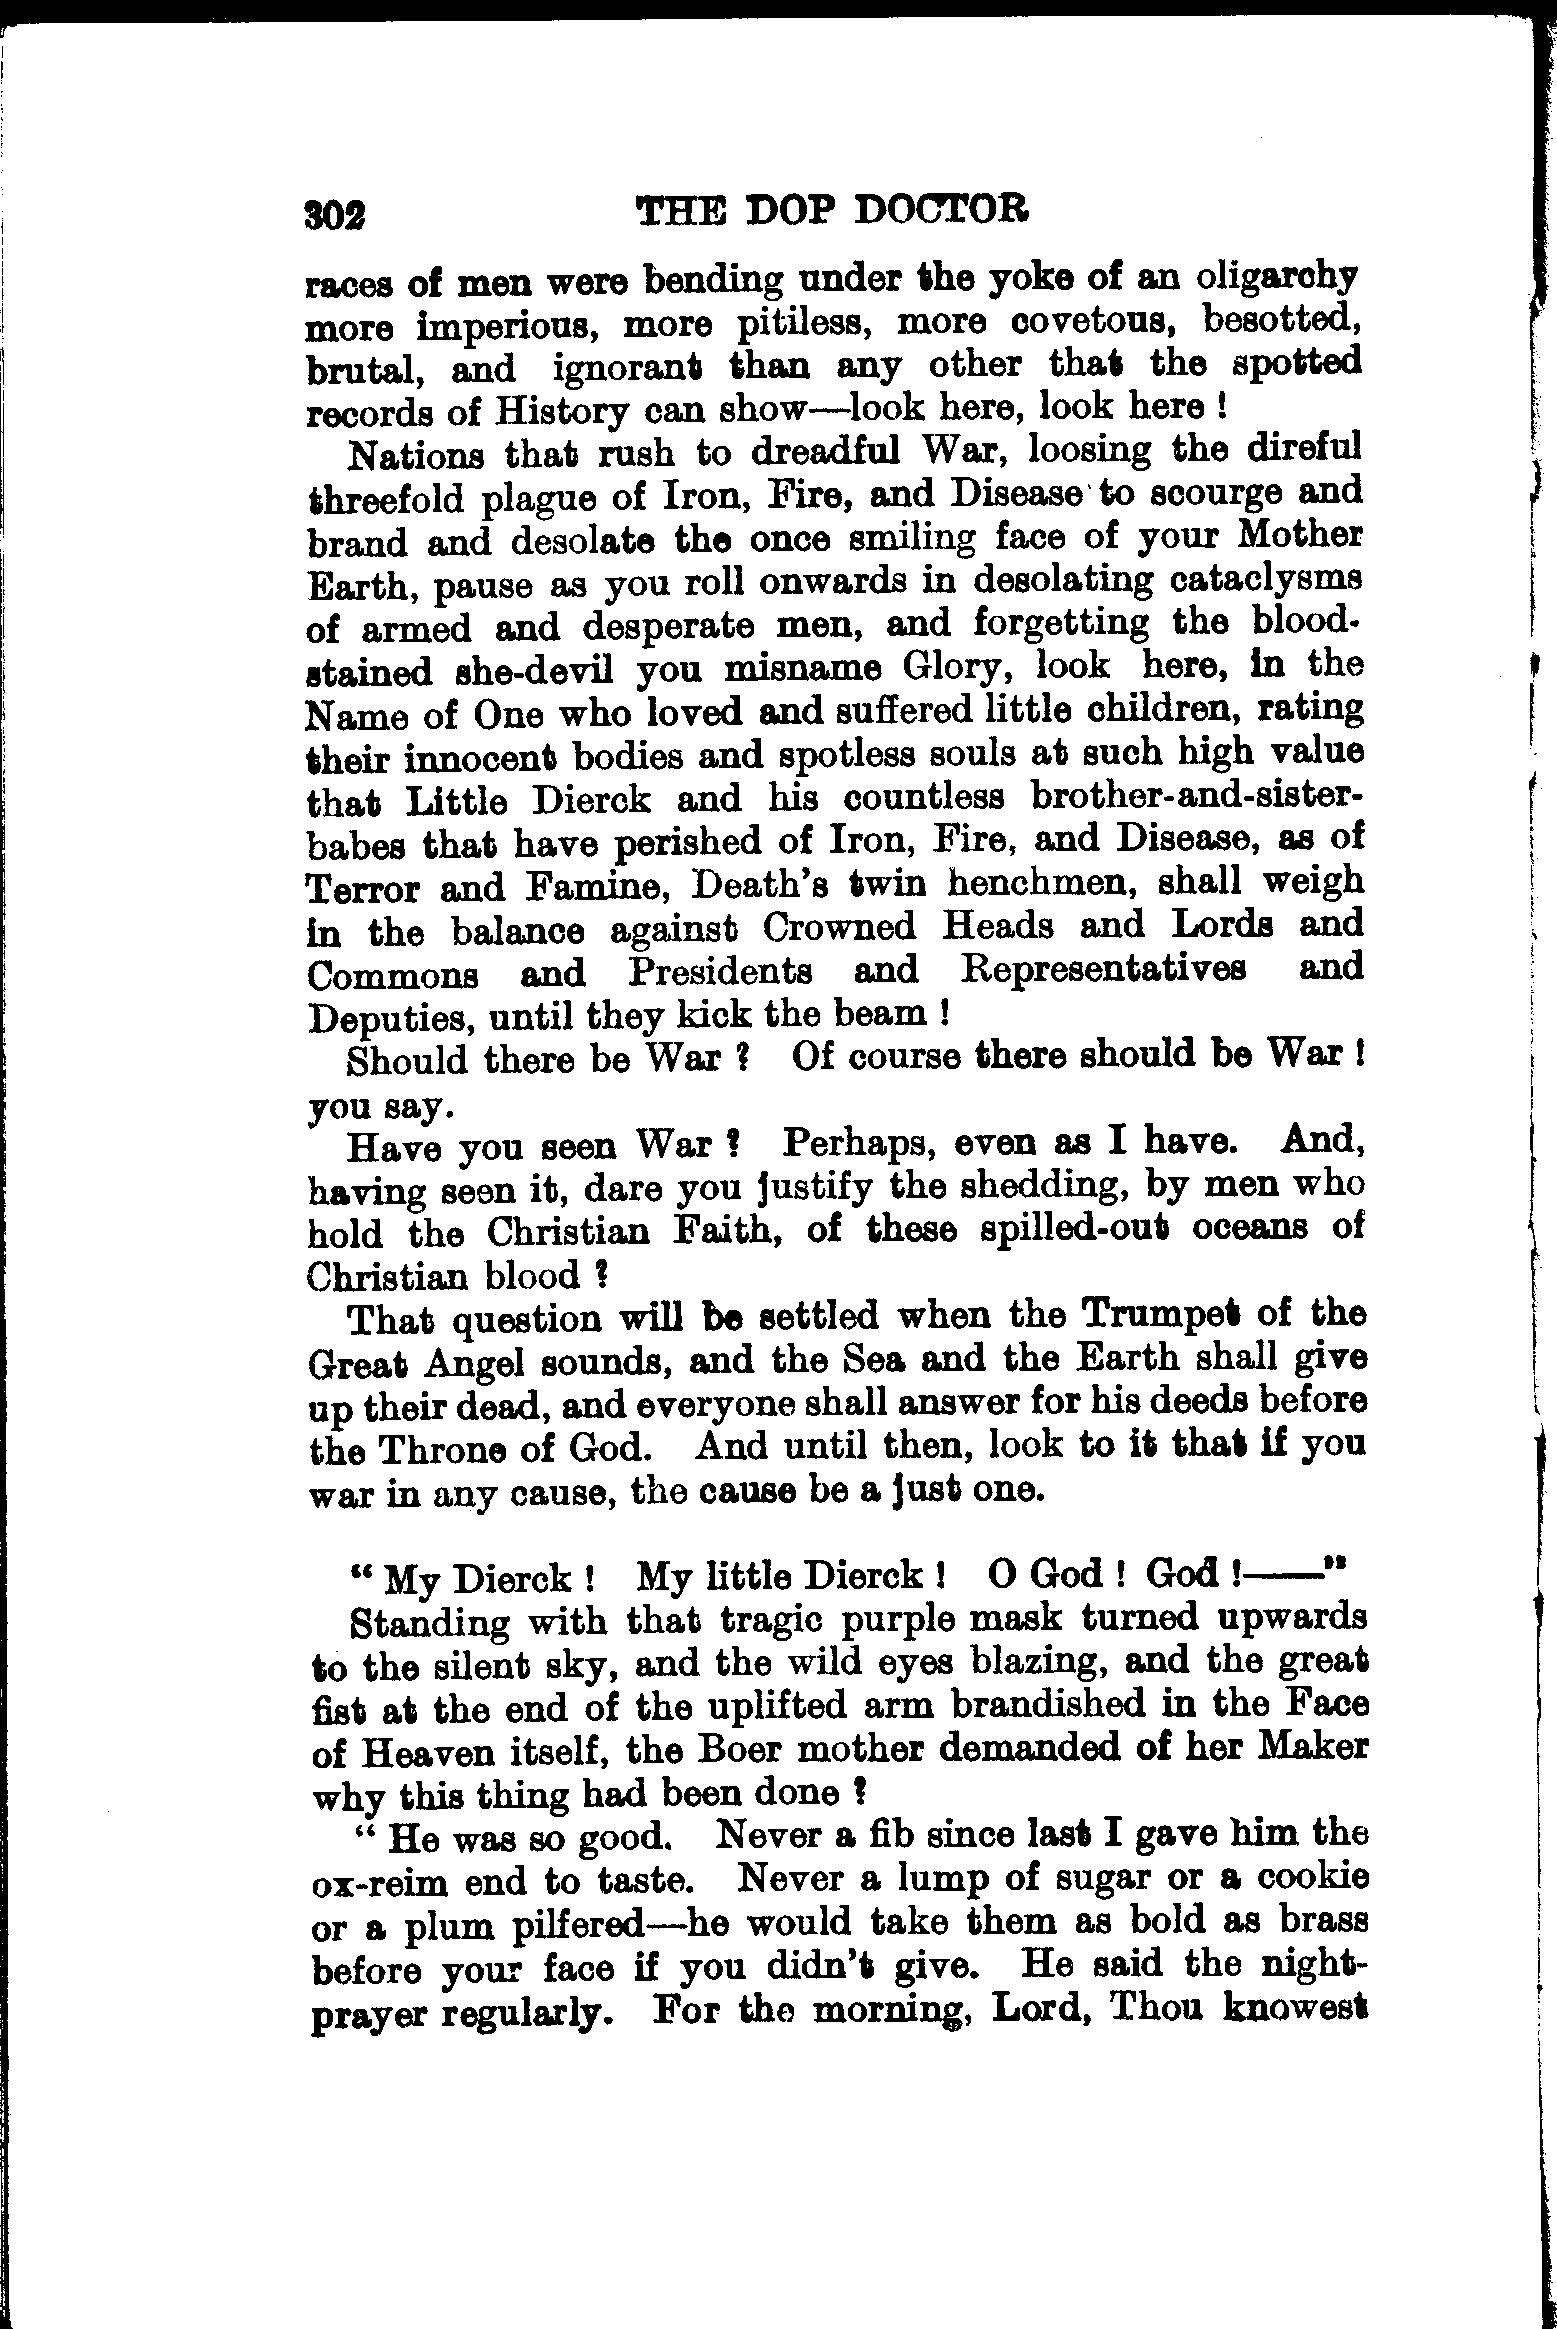 302 THE DOP DOCTOR
races of men were bending under the yoke of an oligarchy
more imperious, more pitiless, more covetous, besotted,
brutal, and ignorant than any other that the spotted
records of History can show—look here, look here !
Nations that rush to dreadful War, loosing the direful
threefold plague of Iron, Fire, and Disease to scourge and
brand and desolate the once smiling face of your Mother
Earth, pause as you roll onwards in desolating cataclysms
of armed and desperate men, and forgetting the blood-
stained she-devil you misname Glory, look here, in the
Name of One who loved and suffered little children, rating
their innocent bodies and spotless souls at such high value
that Little Dierck and his countless brother-and-sister-
babes that have perished of Iron, Fire, and Disease, as of
Terror and Famine, Death's twin henchmen, shall weigh
in the balance against Crowned Heads and Lords and
Commons and Presidents and Representatives and
Deputies, until they kick the beam !
Should there be War ? Of course there should be War !
you say.
Have you seen War ? Perhaps, even as I have. And,
having seen it, dare you justify the shedding, by men who
hold the Christian Faith, of these spilled-out oceans of
Christian blood ?
That question will be settled when the Trumpet of the
Great Angel sounds, and the Sea and the Earth shall give
up their dead, and everyone shall answer for his deeds before
the Throne of God. And until then, look to it that if you
war in any cause, the cause be a just one.
“ My Dierck ! My little Dierck ! O God ! God !——”
Standing with that tragic purple mask turned upwards
to the silent sky, and the wild eyes blazing, and the great
fist at the end of the uplifted arm brandished in the Face
of Heaven itself, the Boer mother demanded of her Maker
why this thing had been done ?
“ He was so good. Never a fib since last I gave him the
ox-reim end to taste. Never a lump of sugar or a cookie
or a plum pilfered—he would take them as bold as brass
before your face if you didn't give. He said the night-
prayer regularly. For the morning, Lord, Thou knowest